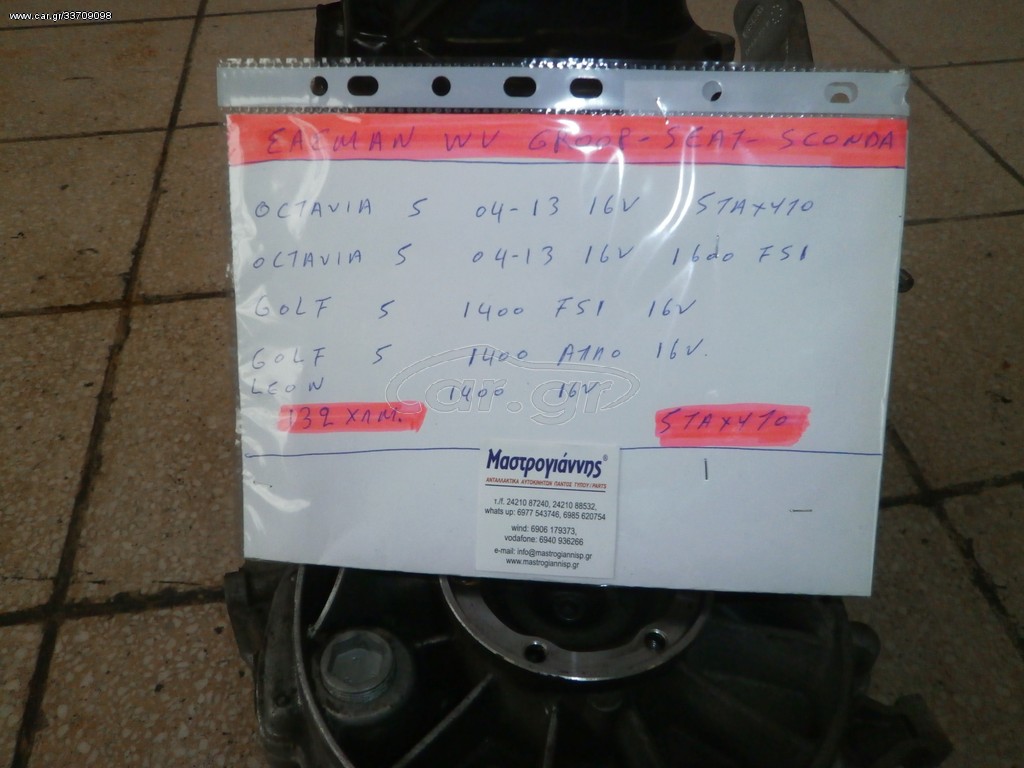 www.car.gr/33709098
ΣΑΣΜΑΝ WV GROOP-SEAT-SCONDA
OCTAVIA 5 04-13 16V 5ΤΑΧΥΤΟ
OCTAVIA 5 04-13 16V 1600 FSI
GOLF 5 1400 FSI 16V
GOLF 5 1400 ΑΠΛΟ 16V.
LEON 1400 16V
132 ΧΛΜ. 5ΤΑΧΥΤΟ
car.gr
Μαστρογιάννης®
ΑΝΤΑΛΛΑΚΤΙΚΑ ΑΥΤΟΚΙΝΗΤΩΝ ΠΑΝΤΟΣ ΤΥΠΟΥ / PARTS
τ./f. 24210 87240, 24210 88532,
whats up: 6977 543746, 6985 620754
wind: 6906 179373,
vodafone: 6940 936266
e-mail: info@mastrogiannisp.gr
www.mastrogiannisp.gr